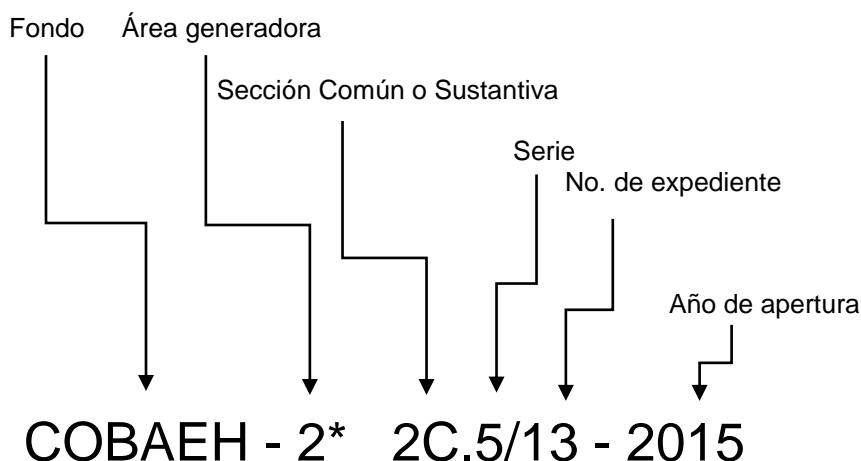 Fondo Área generadora
Sección Común o Sustantiva
Serie
No. de expediente
Año de apertura
COBAEH - 2* 2C.5/13 - 2015